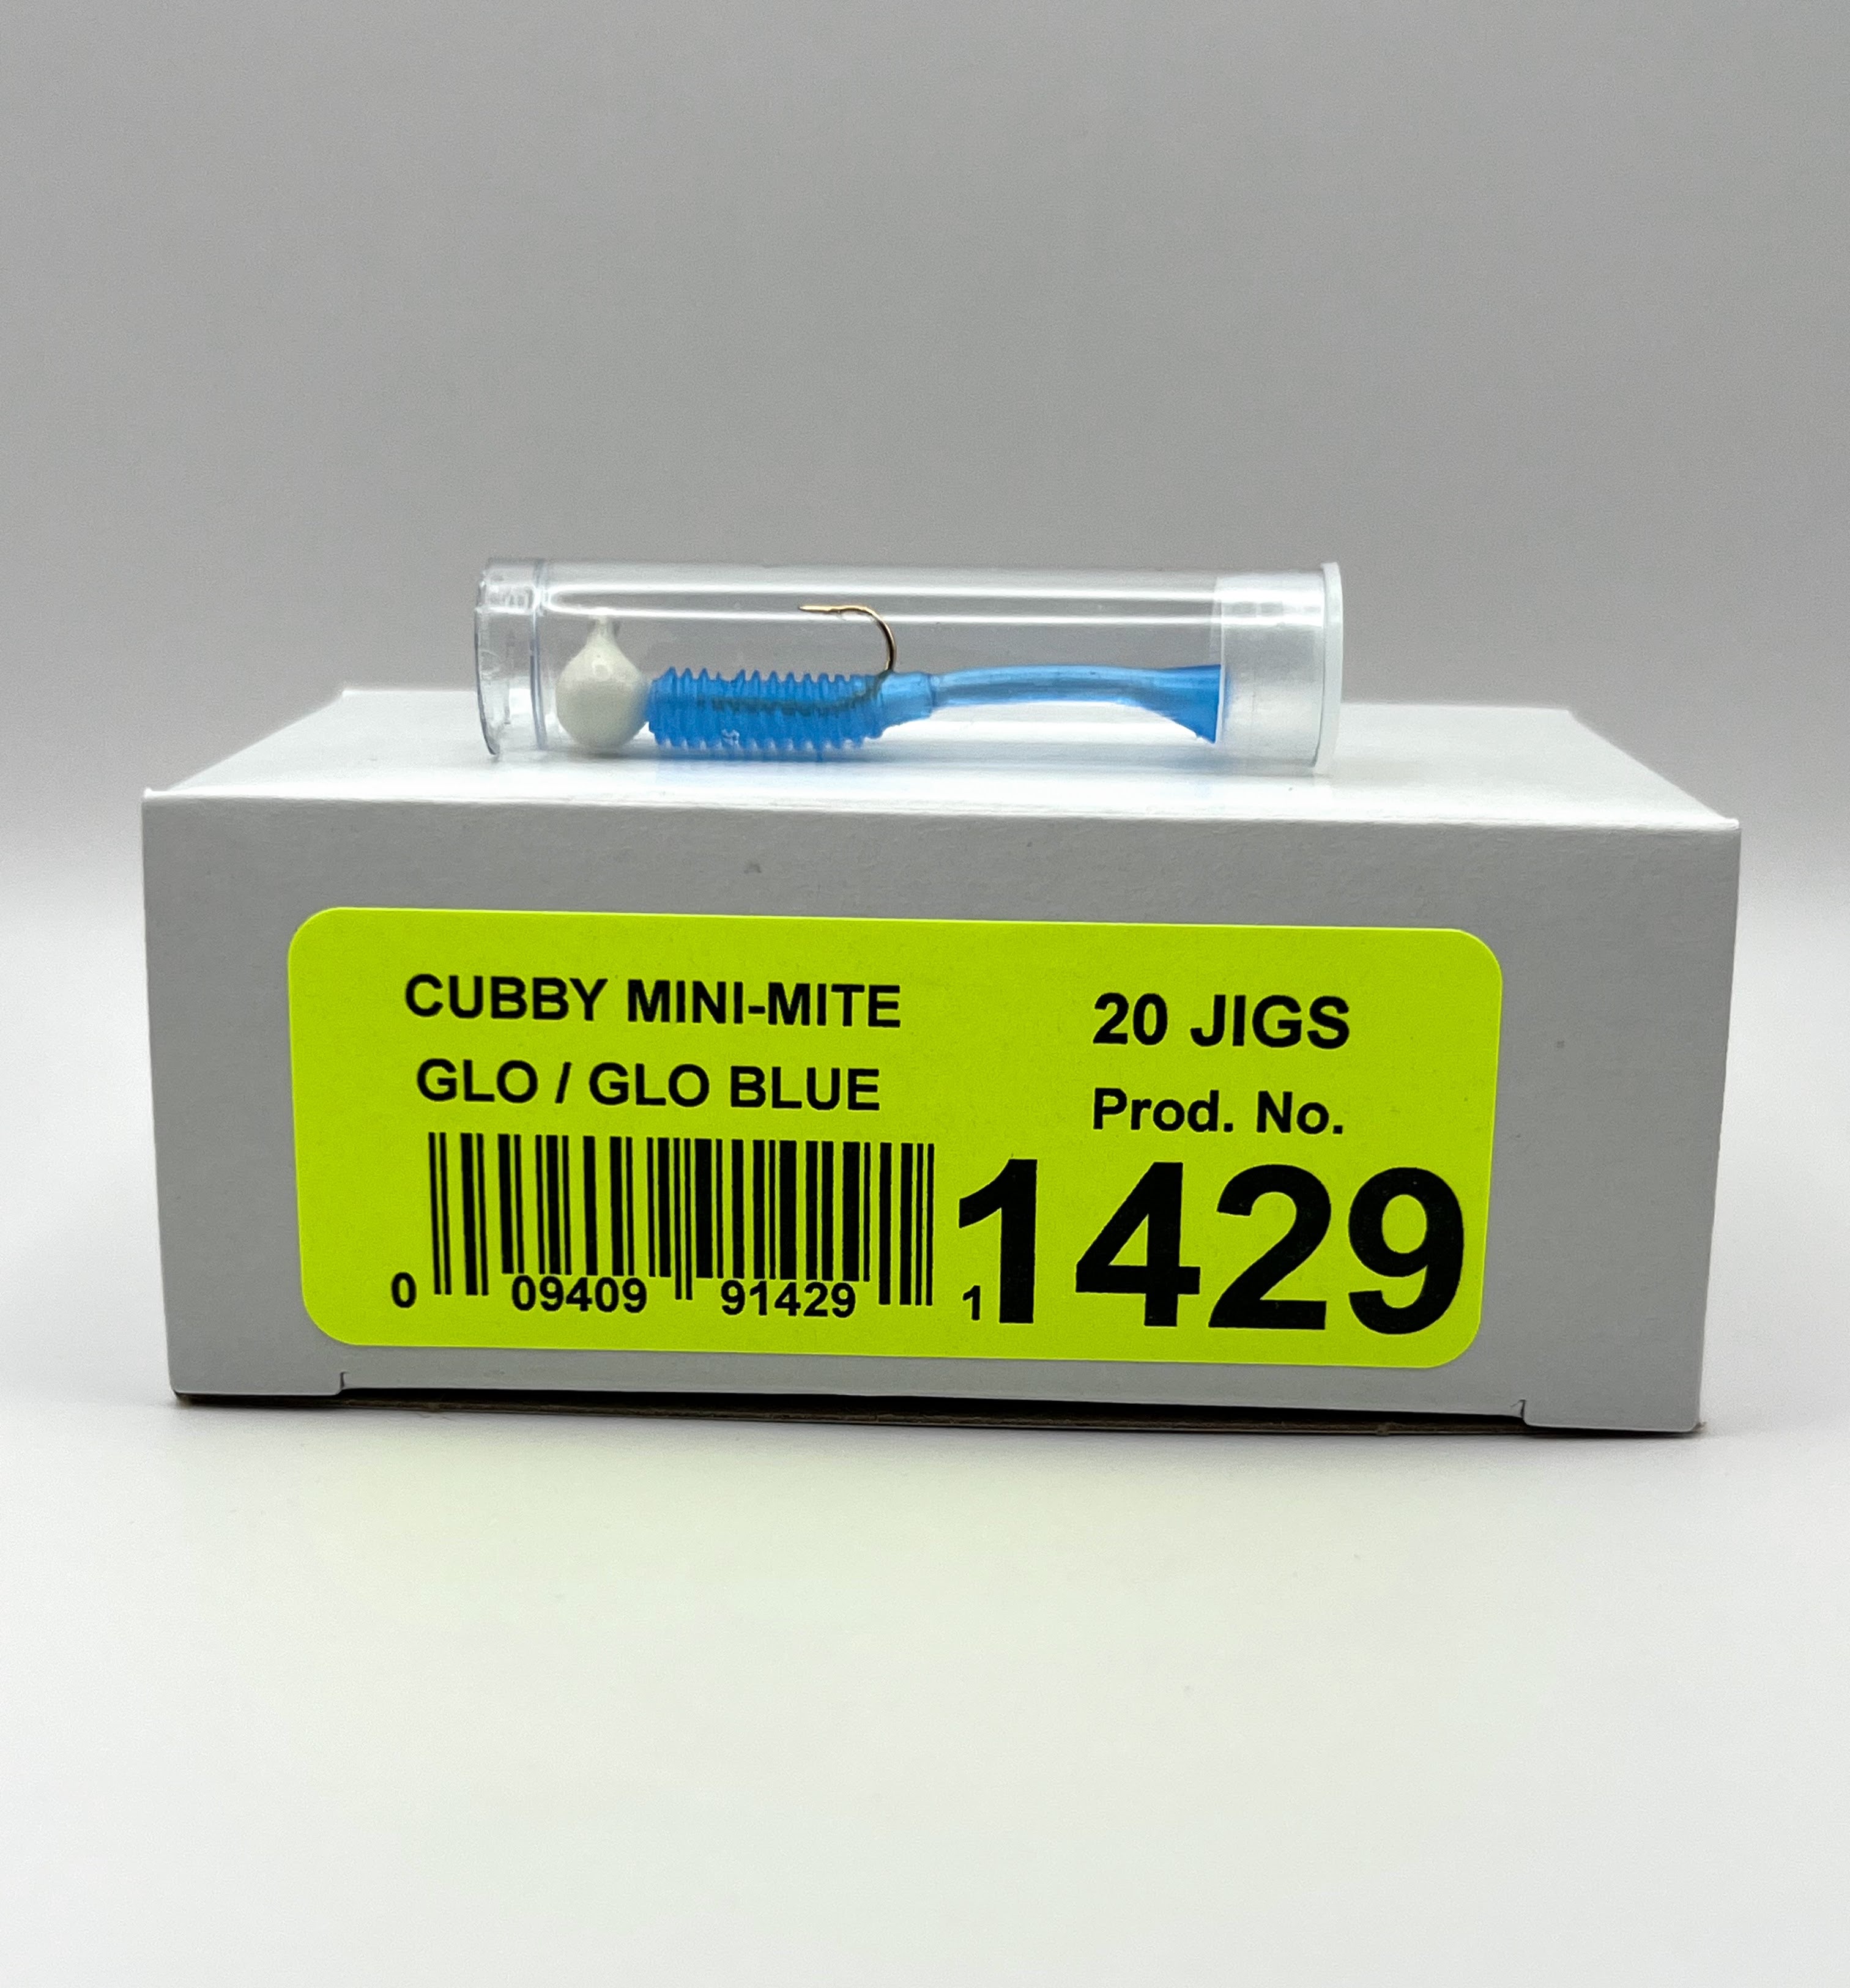 CUBBY MINI-MITE
GLO / GLO BLUE
0 09409 91429 1
20 JIGS
Prod. No.
1429